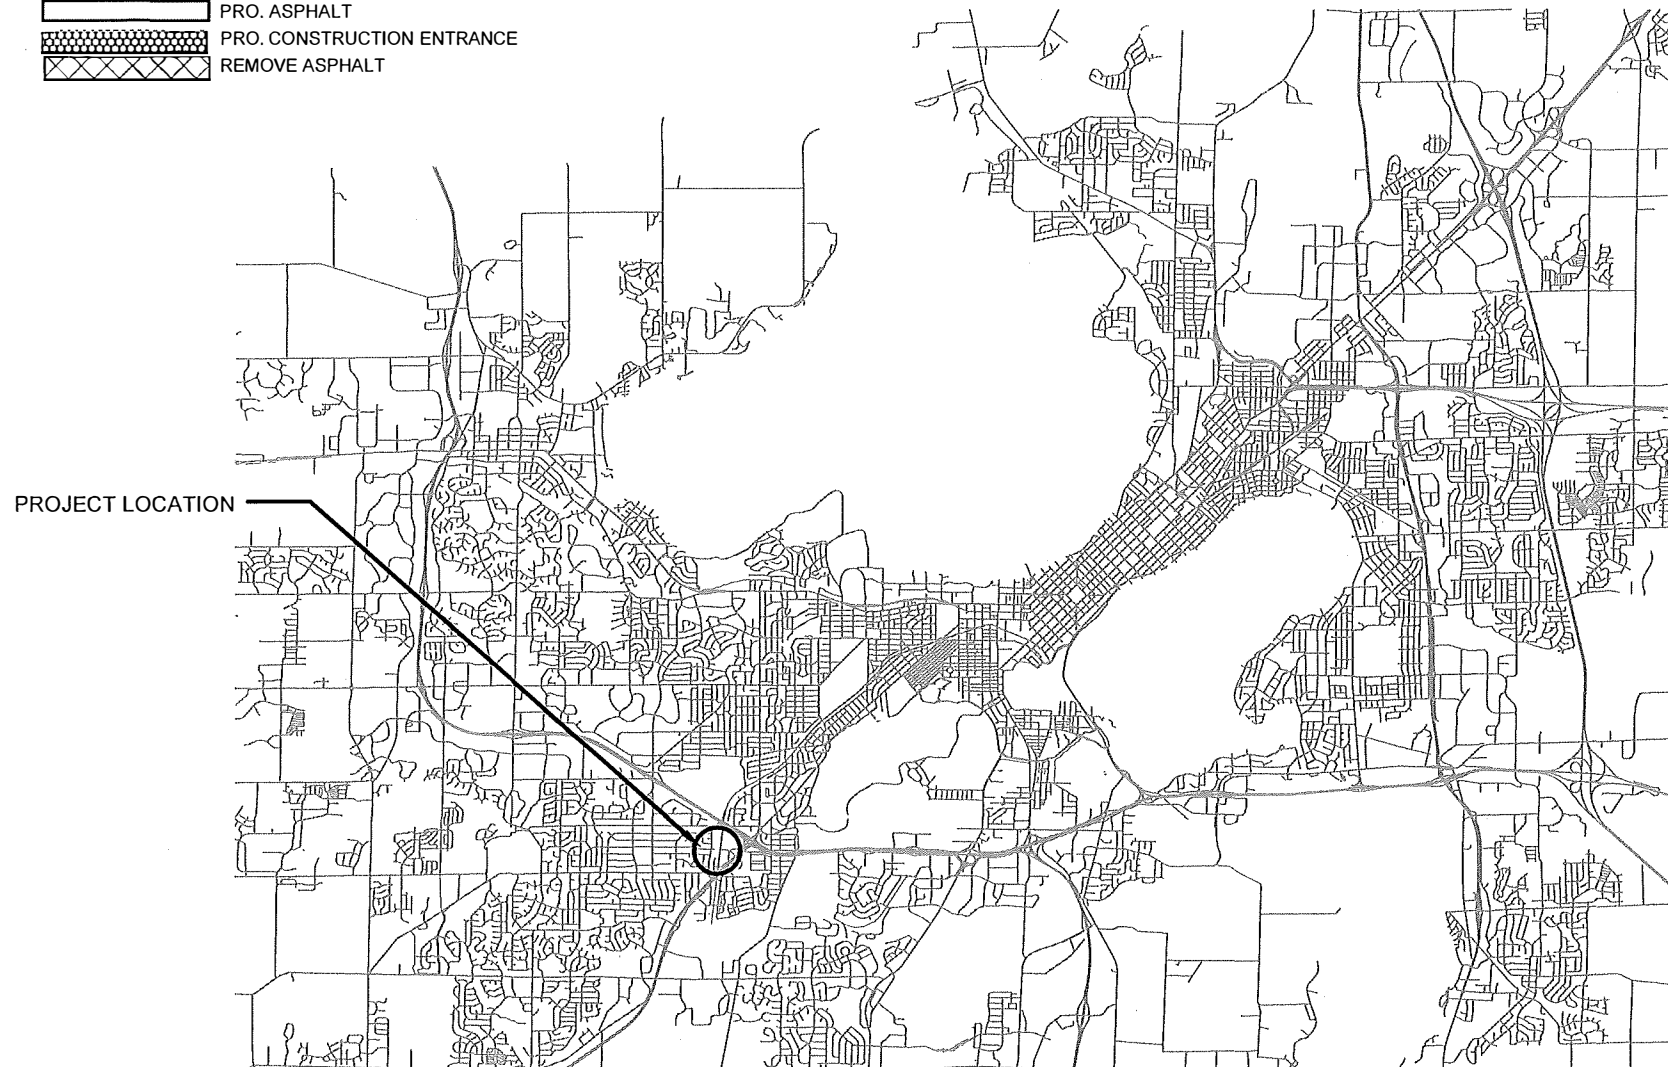 PRO. ASPHALT
PRO. CONSTRUCTION ENTRANCE
REMOVE ASPHALT
PROJECT LOCATION